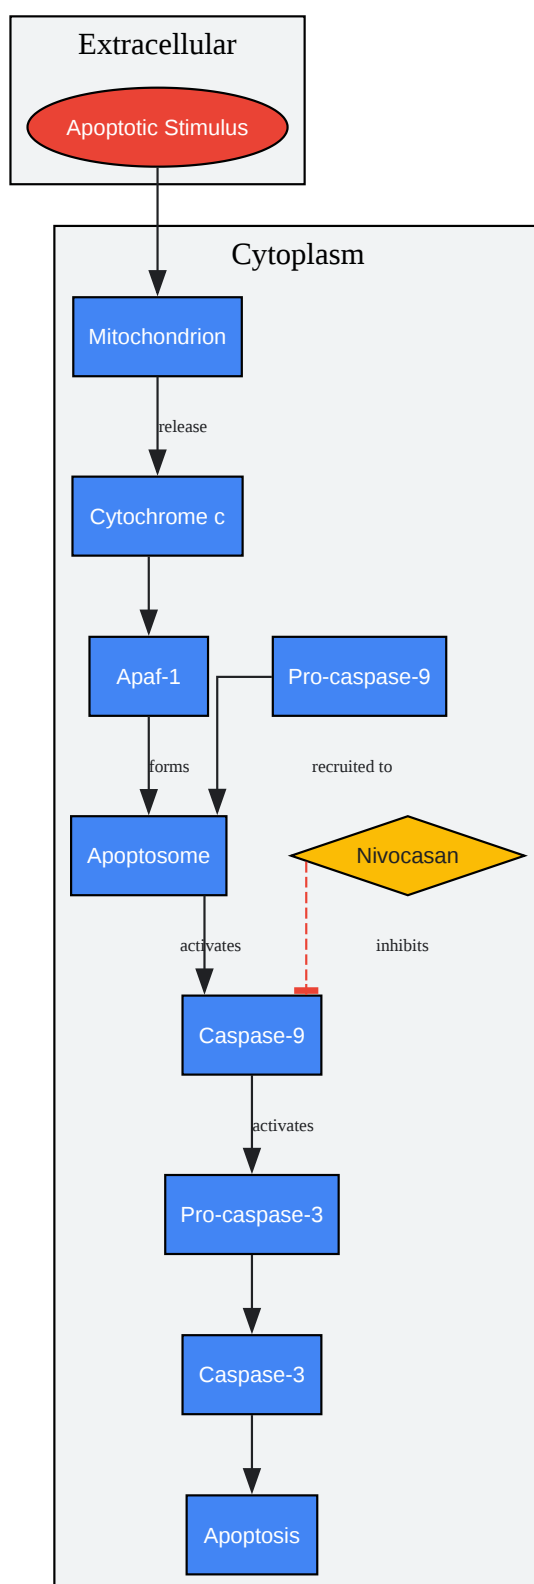 Extracellular
Apoptotic Stimulus
Cytoplasm
Mitochondrion
release
Cytochrome c
Apaf-1
Pro-caspase-9
forms
recruited to
Apoptosome
Nivocasan
activates
inhibits
Caspase-9
activates
Pro-caspase-3
Caspase-3
Apoptosis